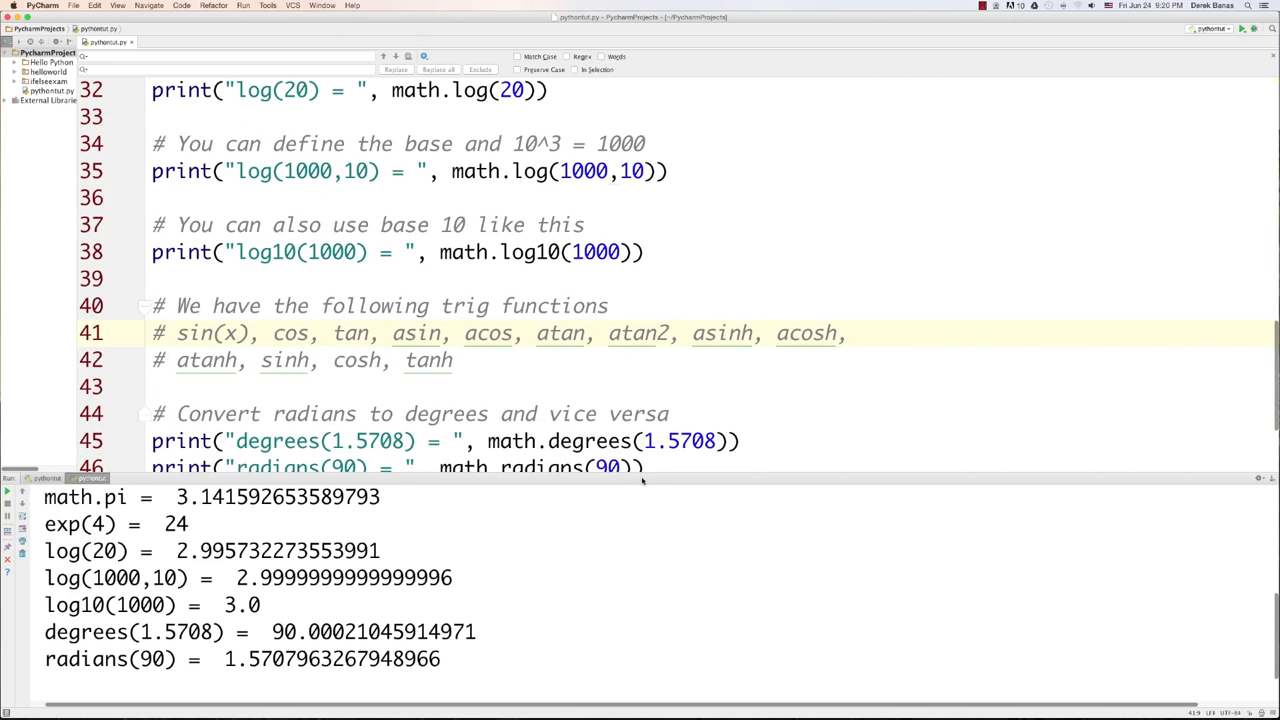 PyCharm File Edit View Navigate Code Refactor Run Tools VCS Window Help 10 Fri Jun 24 9:20 PM Derek Banas
pythontut.py - PycharmProjects - [~/PycharmProjects]
PycharmProjects pythontut.py pythontut
pythontut.py
PycharmProject
Hello Python
helloworld
ifelseexam
pythontut.py
External Librarie
Match Case Regex Words
Replace Replace all Exclude Preserve Case In Selection
32 print("log(20) = ", math.log(20))
33
34 # You can define the base and 10^3 = 1000
35 print("log(1000,10) = ", math.log(1000,10))
36
37 # You can also use base 10 like this
38 print("log10(1000) = ", math.log10(1000))
39
40 # We have the following trig functions
41 # sin(x), cos, tan, asin, acos, atan, atan2, asinh, acosh,
42 # atanh, sinh, cosh, tanh
43
44 # Convert radians to degrees and vice versa
45 print("degrees(1.5708) = ", math.degrees(1.5708))
46 print("radians(90) = ", math.radians(90))
Run: pythontut pythontut
math.pi = 3.141592653589793
exp(4) = 24
log(20) = 2.995732273553991
log(1000,10) = 2.9999999999999996
log10(1000) = 3.0
degrees(1.5708) = 90.00021045914971
radians(90) = 1.5707963267948966
41:9 LF UTF-8